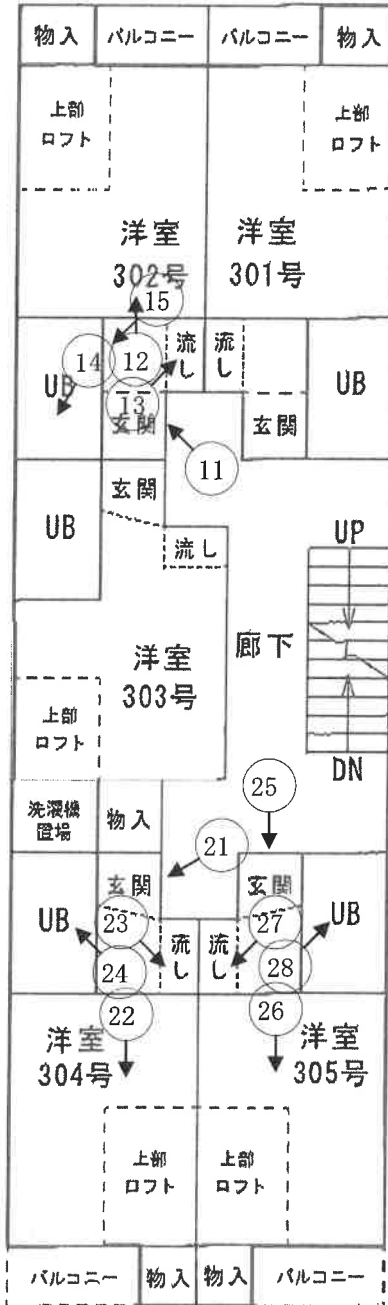 物入 バルコニー バルコニー 物入
上部
ロフト
上部
ロフト
洋室
302号
洋室
301号
15
14
12
13
UB
流し
流し
UB
玄関
玄関
11
玄関
UB
流し
UP
廊下
洋室
303号
上部
ロフト
DN
洗濯機
置場
物入
25
21
玄関
玄関
UB
23
流し
流し
27
UB
24
28
22
26
洋室
304号
洋室
305号
上部
ロフト
上部
ロフト
バルコニー 物入 物入 バルコニー